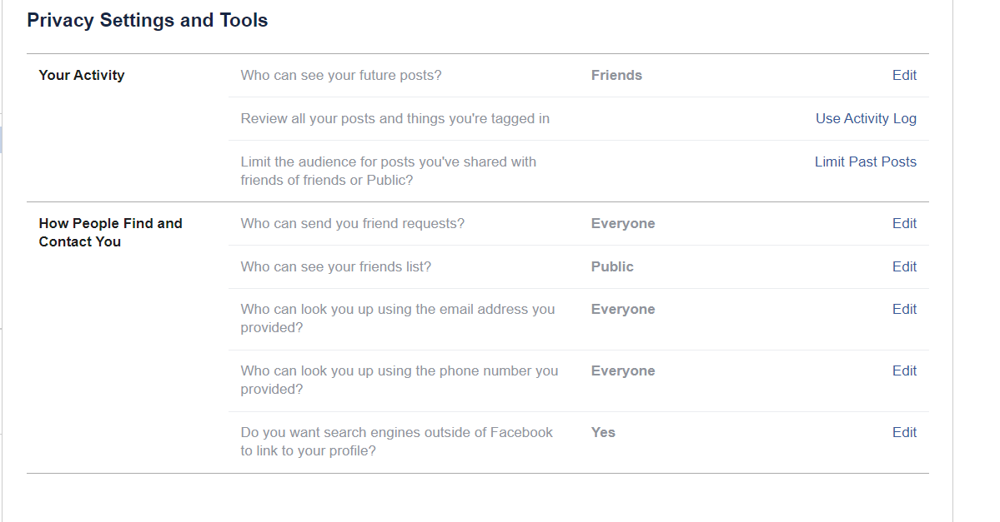 Privacy Settings and Tools
Your Activity
Who can see your future posts?
Friends
Edit
Review all your posts and things you're tagged in
Use Activity Log
Limit the audience for posts you've shared with
friends of friends or Public?
Limit Past Posts
How People Find and
Contact You
Who can send you friend requests?
Everyone
Edit
Who can see your friends list?
Public
Edit
Who can look you up using the email address you
provided?
Everyone
Edit
Who can look you up using the phone number you
provided?
Everyone
Edit
Do you want search engines outside of Facebook
to link to your profile?
Yes
Edit